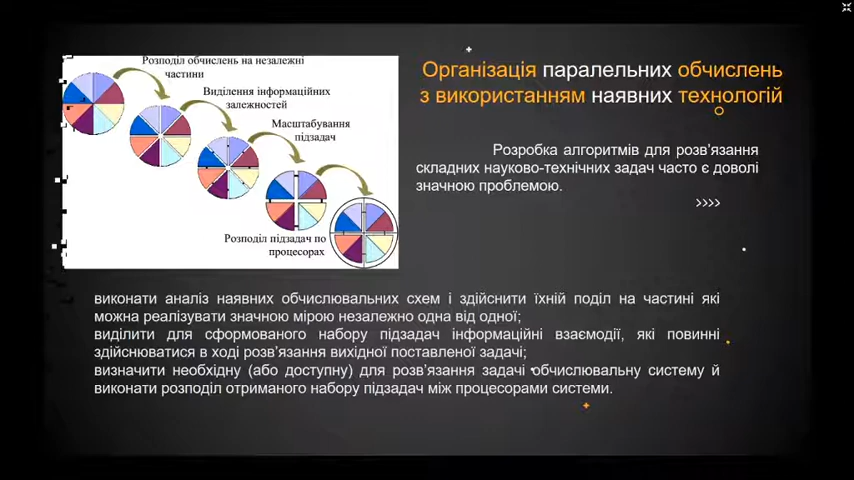 Розподіл обчислень на незалежні
частини
Виділення інформаційних
залежностей
Масштабування
підзадач
Розподіл підзадач по
процесорах
Організація паралельних обчислень
з використанням наявних технологій
Розробка алгоритмів для розв’язання
складних науково-технічних задач часто є доволі
значною проблемою.
››››
виконати аналіз наявних обчислювальних схем і здійснити їхній поділ на частині які
можна реалізувати значною мірою незалежно одна від одної;
виділити для сформованого набору підзадач інформаційні взаємодії, які повинні
здійснюватися в ході розв’язання вихідної поставленої задачі;
визначити необхідну (або доступну) для розв’язання задачі обчислювальну систему й
виконати розподіл отриманого набору підзадач між процесорами системи.